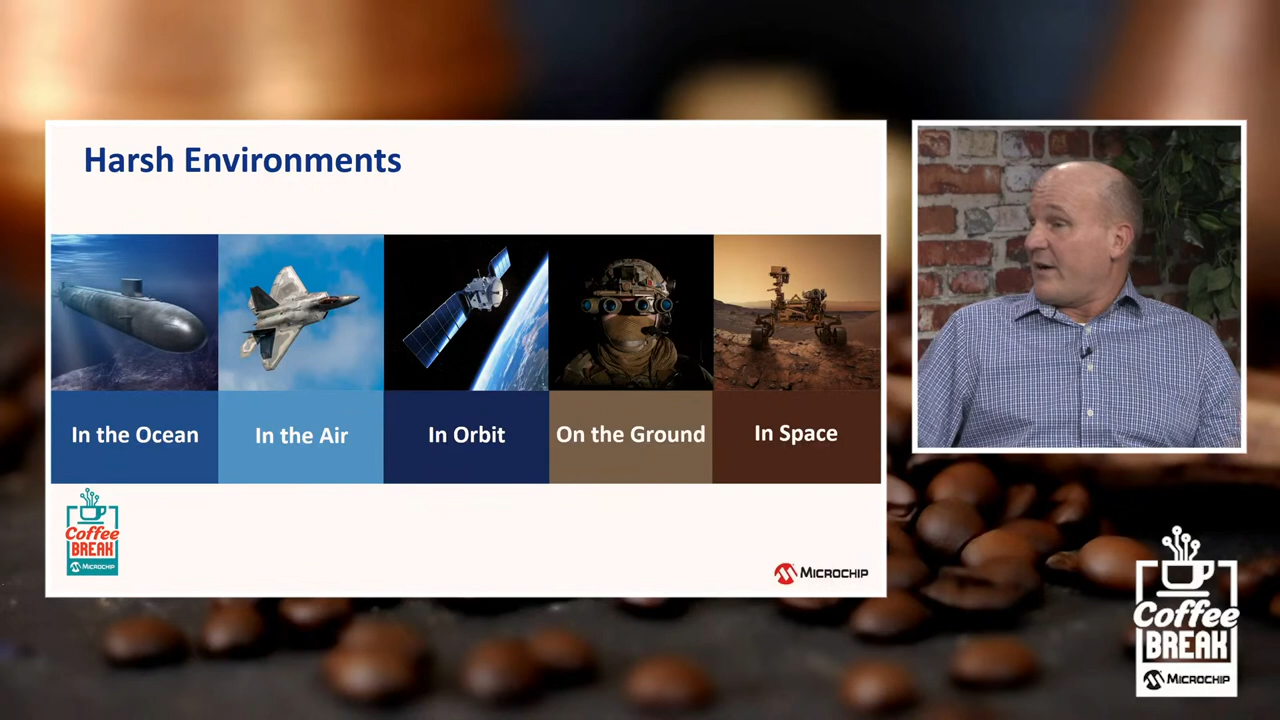 Harsh Environments
In the Ocean
In the Air
In Orbit
On the Ground
In Space
Coffee
BREAK
MICROCHIP
MICROCHIP
Coffee
BREAK
MICROCHIP